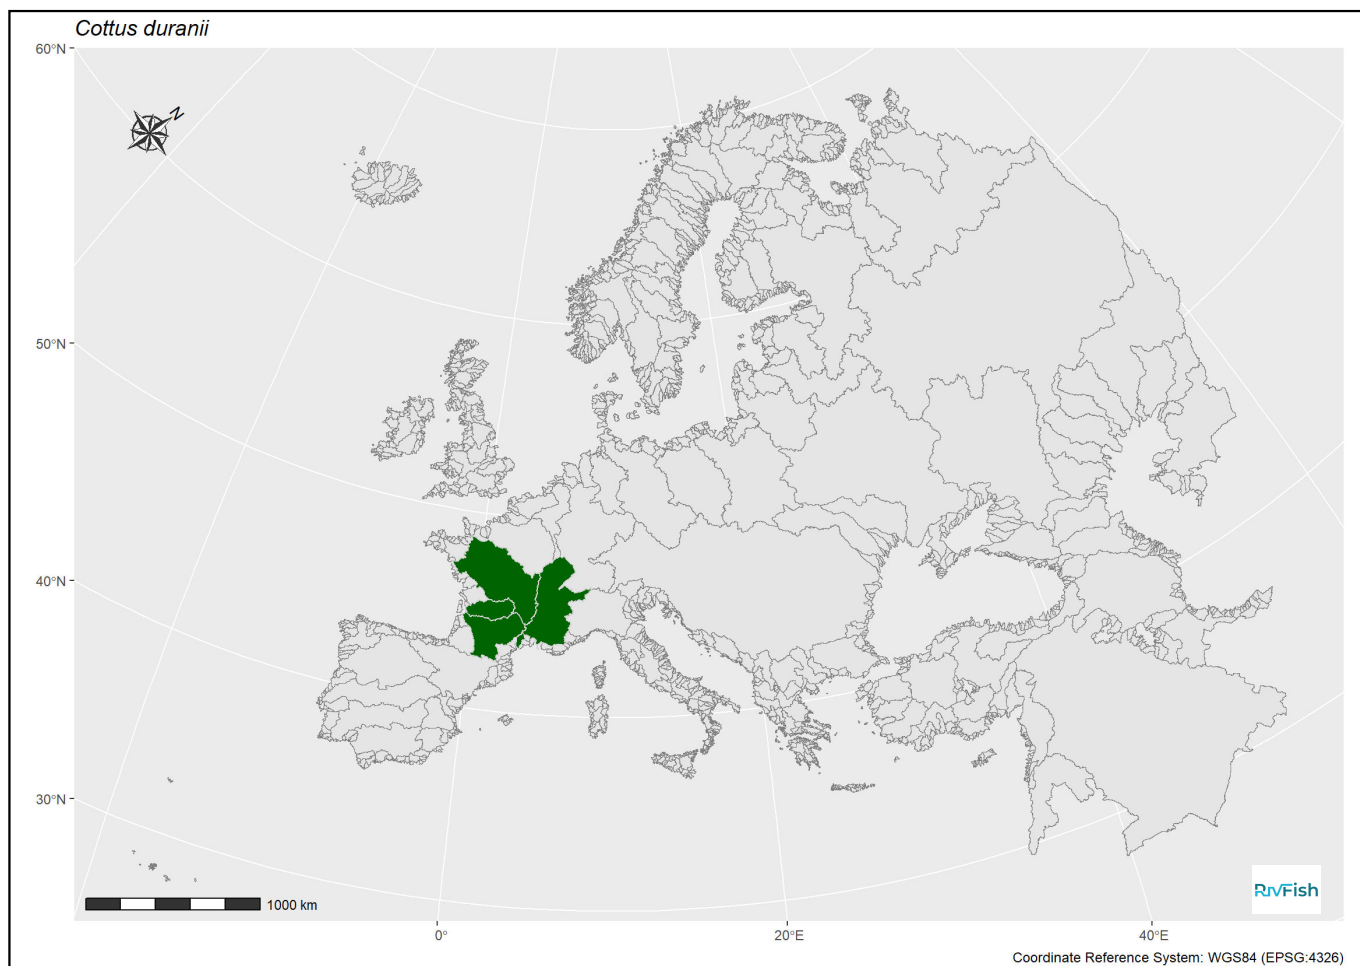 Cottus duranii
60°N
N
50°N
40°N
30°N
1000 km
RIVFish
0°
20°E
40°E
Coordinate Reference System: WGS84 (EPSG:4326)